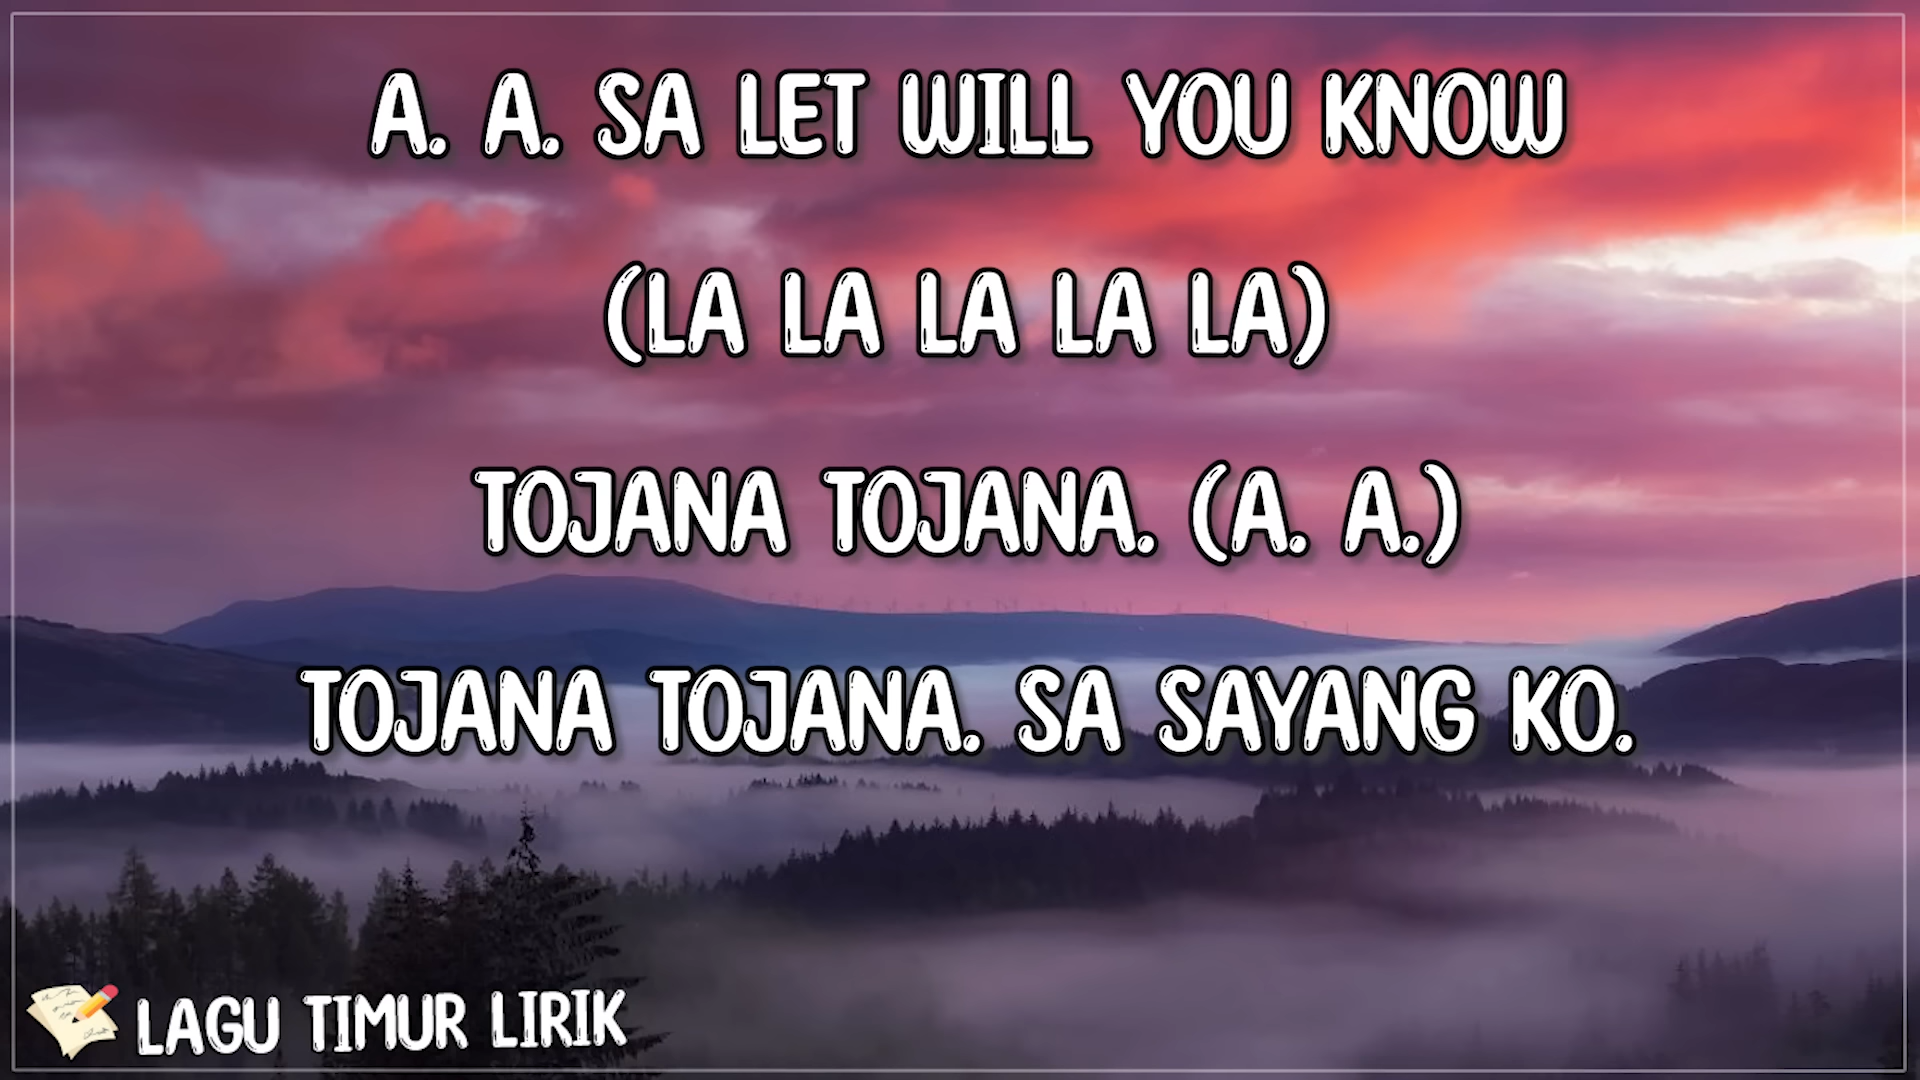 A. A. SA LET WILL YOU KNOW
(LA LA LA LA LA)
TOJANA TOJANA. (A. A.)
TOJANA TOJANA. SA SAYANG KO.
LAGU TIMUR LIRIK